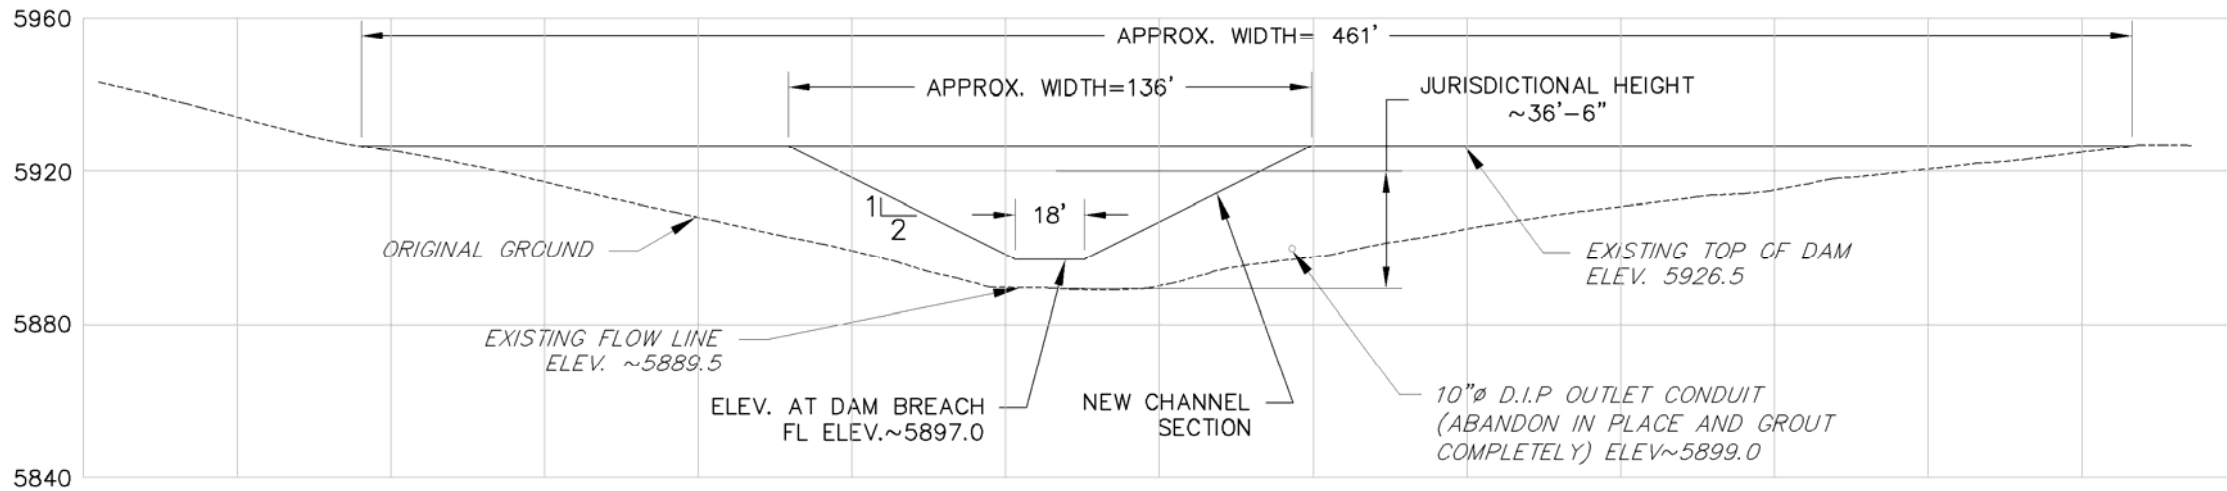 5960
APPROX. WIDTH= 461'
APPROX. WIDTH=136'
JURISDICTIONAL HEIGHT
~36'-6"
5920
1
2
18'
ORIGINAL GROUND
EXISTING TOP OF DAM
ELEV. 5926.5
5880
EXISTING FLOW LINE
ELEV. ~5889.5
ELEV. AT DAM BREACH
FL ELEV.~5897.0
NEW CHANNEL
SECTION
10"ø D.I.P OUTLET CONDUIT
(ABANDON IN PLACE AND GROUT
COMPLETELY) ELEV~5899.0
5840